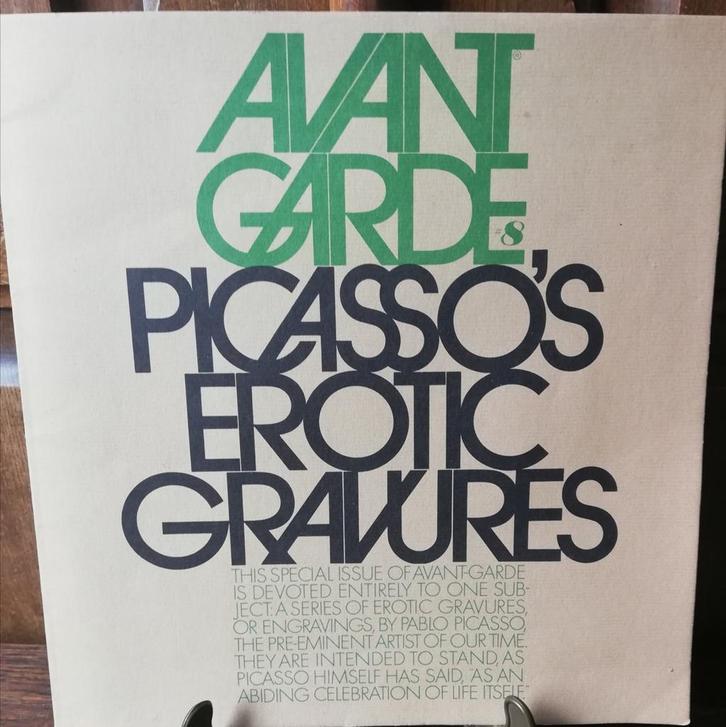 AVANT®
GARDE #8
PICASSO'S
EROTIC
GRAVURES
THIS SPECIAL ISSUE OF AVANT-GARDE
IS DEVOTED ENTIRELY TO ONE SUB-
JECT: A SERIES OF EROTIC GRAVURES,
OR ENGRAVINGS, BY PABLO PICASSO,
THE PRE-EMINENT ARTIST OF OUR TIME.
THEY ARE INTENDED TO STAND, AS
PICASSO HIMSELF HAS SAID, "AS AN
ABIDING CELEBRATION OF LIFE ITSELF."